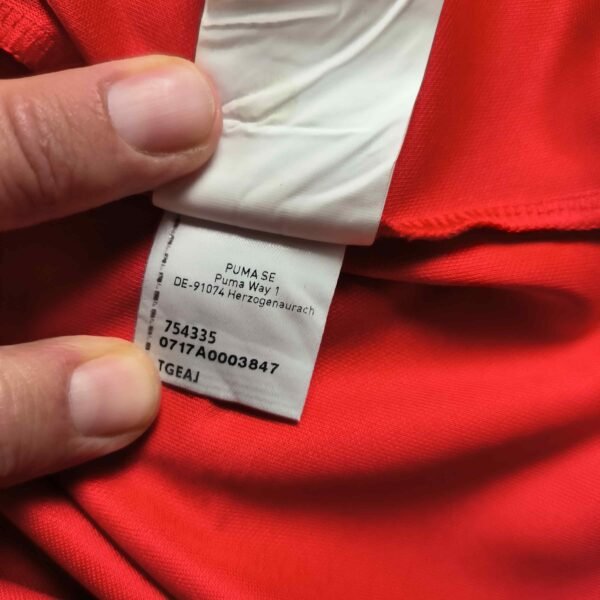 PUMA SE
Puma Way 1
DE-91074 Herzogenaurach
754335
0717A0003847
TGEAJ